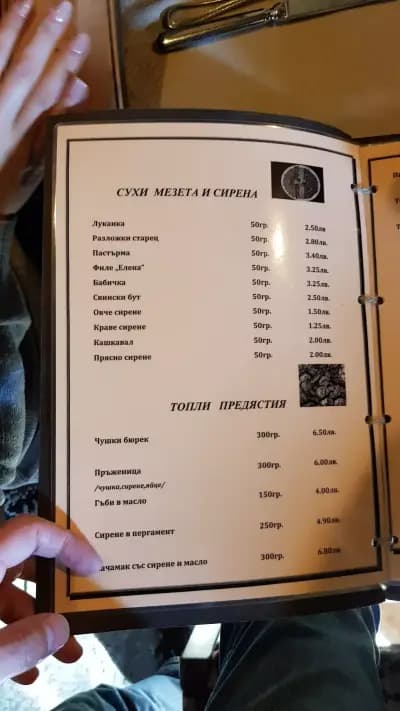 СУХИ МЕЗЕТА И СИРЕНА
Луканка 50гр. 2.50лв
Разложки старец 50гр. 2.80лв.
Пастърма 50гр. 3.40лв.
Филе „Елена" 50гр. 3.25лв.
Бабичка 50гр. 3.25лв.
Свински бут 50гр. 2.50лв.
Овче сирене 50гр. 1.50лв.
Краве сирене 50гр. 1.25лв.
Кашкавал 50гр. 2.00лв.
Прясно сирене 50гр. 2.00лв.
ТОПЛИ ПРЕДЯСТИЯ
Чушки бюрек 300гр. 6.50лв.
Пръженица 300гр. 6.00лв.
/чушка,сирене,яйце/
Гъби в масло 150гр. 4.00лв.
Сирене в пергамент 250гр. 4.90лв.
ачамак със сирене и масло 300гр. 6.80лв.